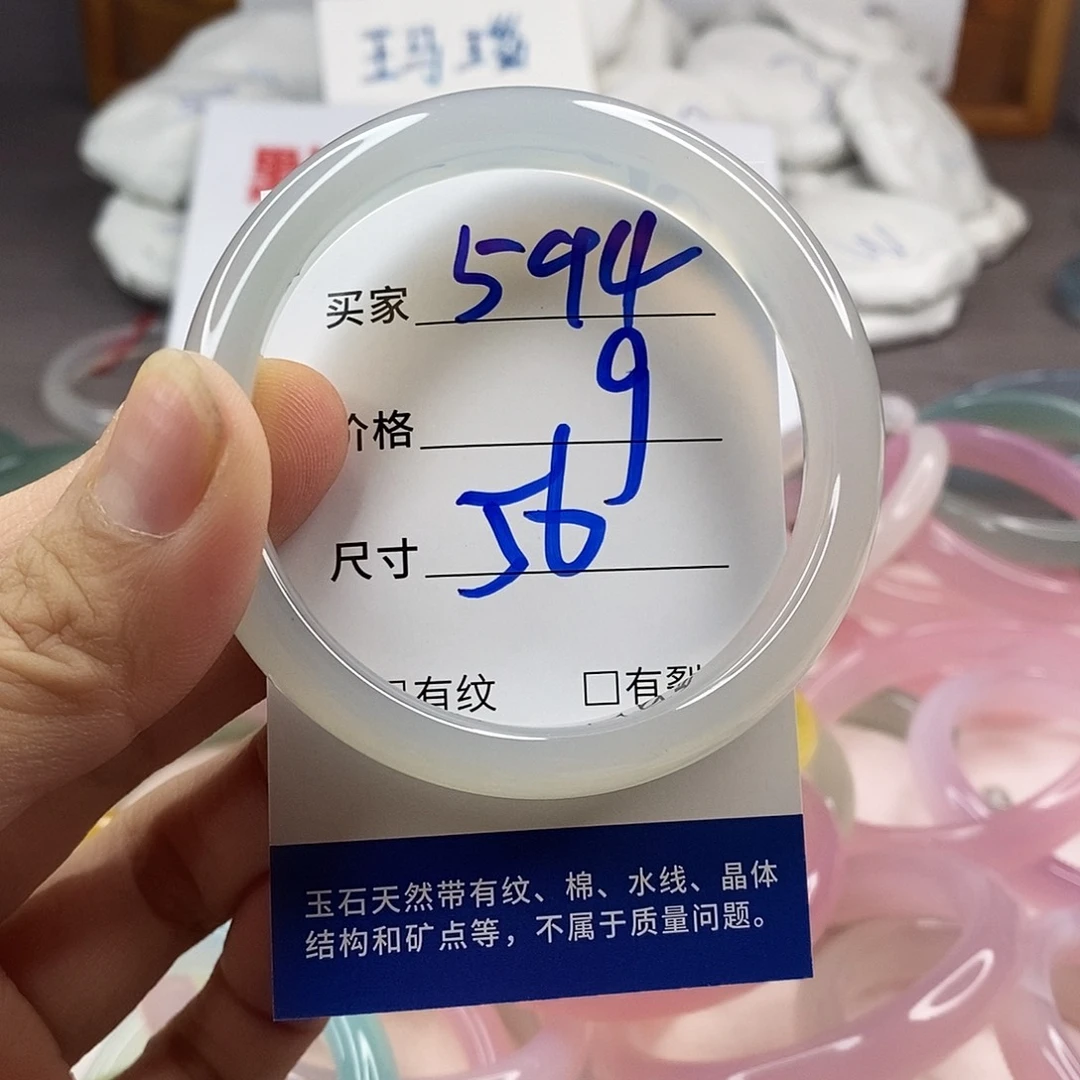 玉玛瑙
买家 594
价格 9
尺寸 56
□有纹 □有裂
玉石天然带有纹、棉、水线、晶体
结构和矿点等，不属于质量问题。